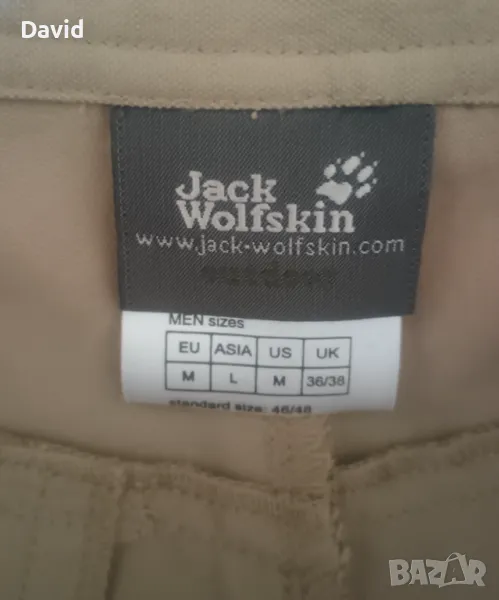 David
Jack
Wolfskin
www.jack-wolfskin.com
MEN sizes
EU ASIA US UK
M L M 36/38
standard size: 46/48
BAZAR